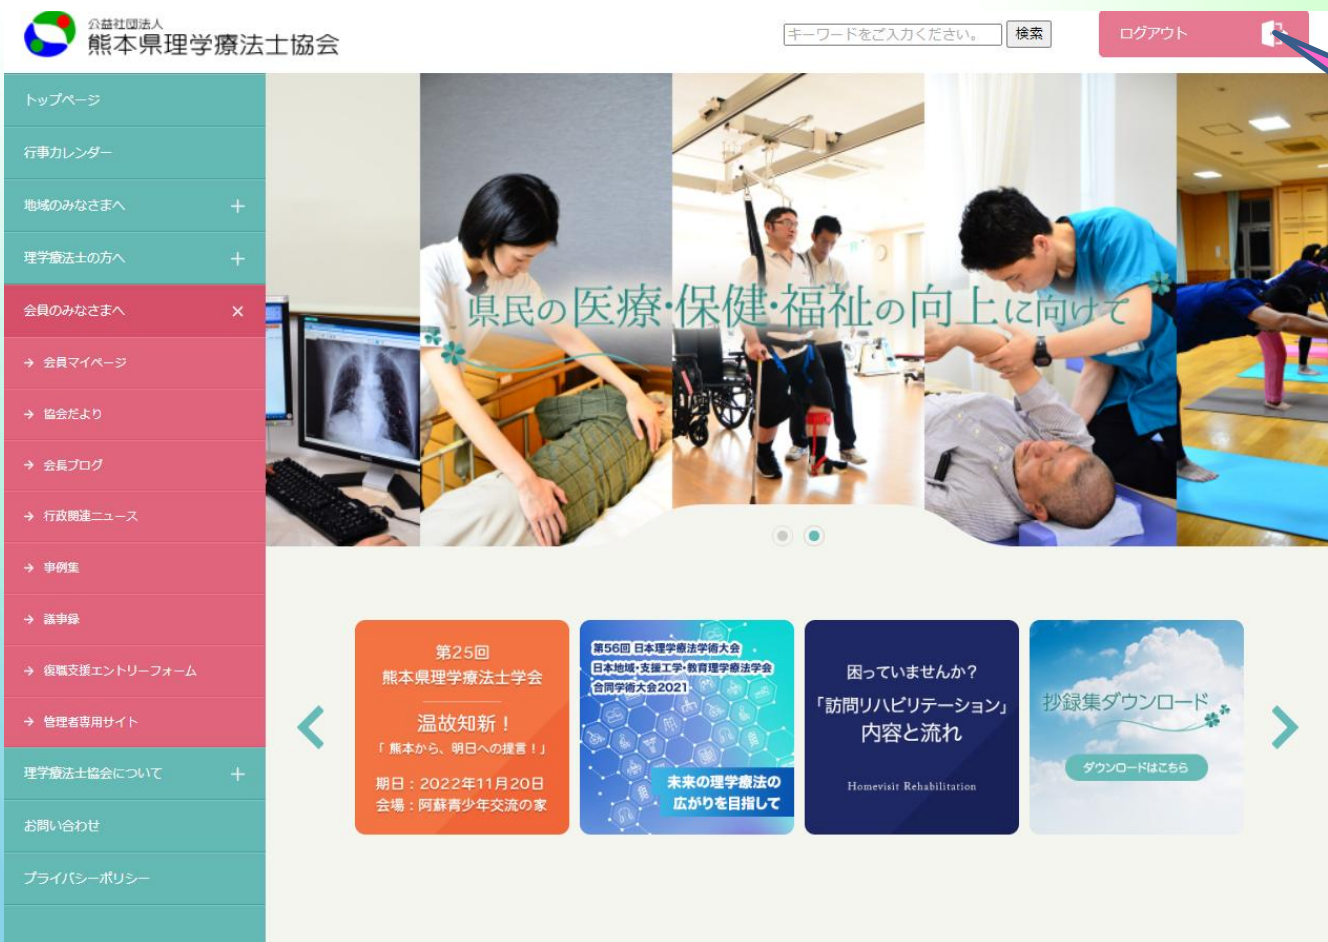 公益社団法人
熊本県理学療法士協会
キーワードをご入力ください。
検索
ログアウト
トップページ
行事カレンダー
地域のみなさまへ
理学療法士の方へ
会員のみなさまへ
会員マイページ
協会だより
会長ブログ
行政関連ニュース
事例集
議事録
復職支援エントリーフォーム
管理者専用サイト
理学療法士協会について
お問い合わせ
プライバシーポリシー
県民の医療・保健・福祉の向上に向けて
第25回
熊本県理学療法士学会
温故知新！
「熊本から、明日への提言！」
期日：2022年11月20日
会場：阿蘇青少年交流の家
第56回 日本理学療法学術大会
日本地域・支援工学・教育理学療法学会
合同学術大会2021
未来の理学療法の
広がりを目指して
困っていませんか？
「訪問リハビリテーション」
内容と流れ
Homevisit Rehabilitation
抄録集ダウンロード
ダウンロードはこちら